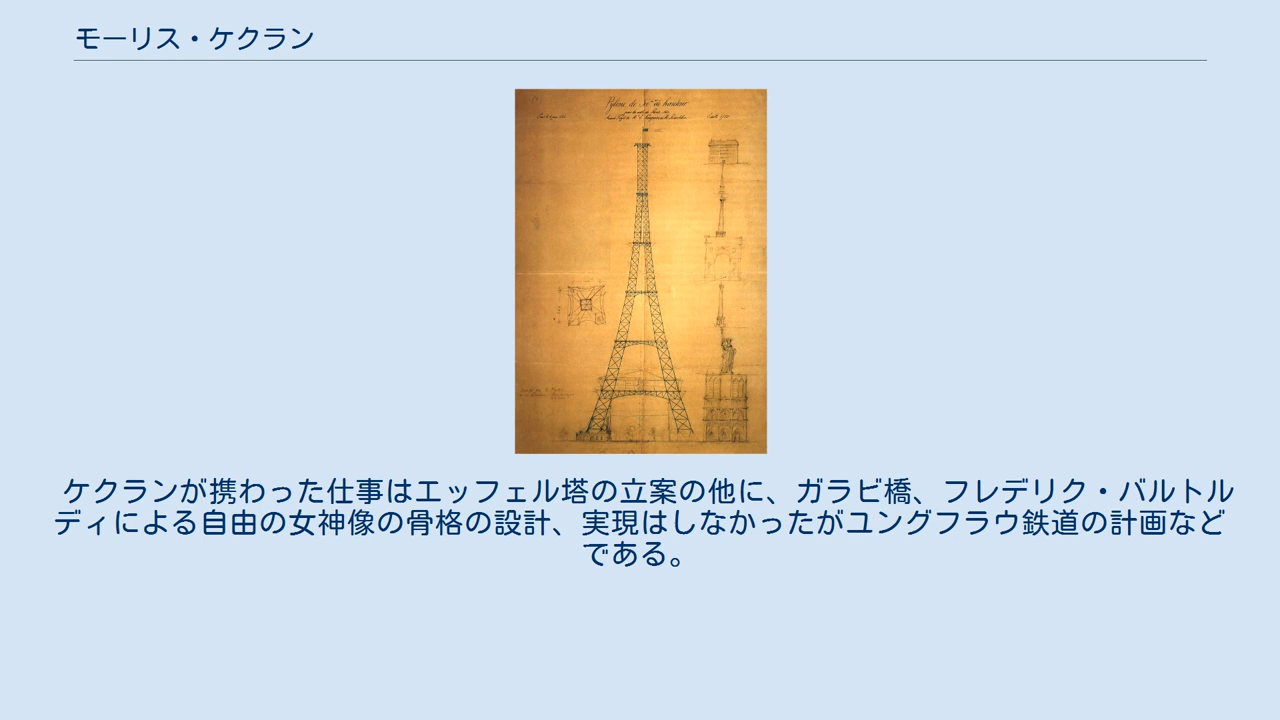 モーリス・ケクラン
ケクランが携わった仕事はエッフェル塔の立案の他に、ガラビ橋、フレデリク・バルトル
ディによる自由の女神像の骨格の設計、実現はしなかったがユングフラウ鉄道の計画など
である。